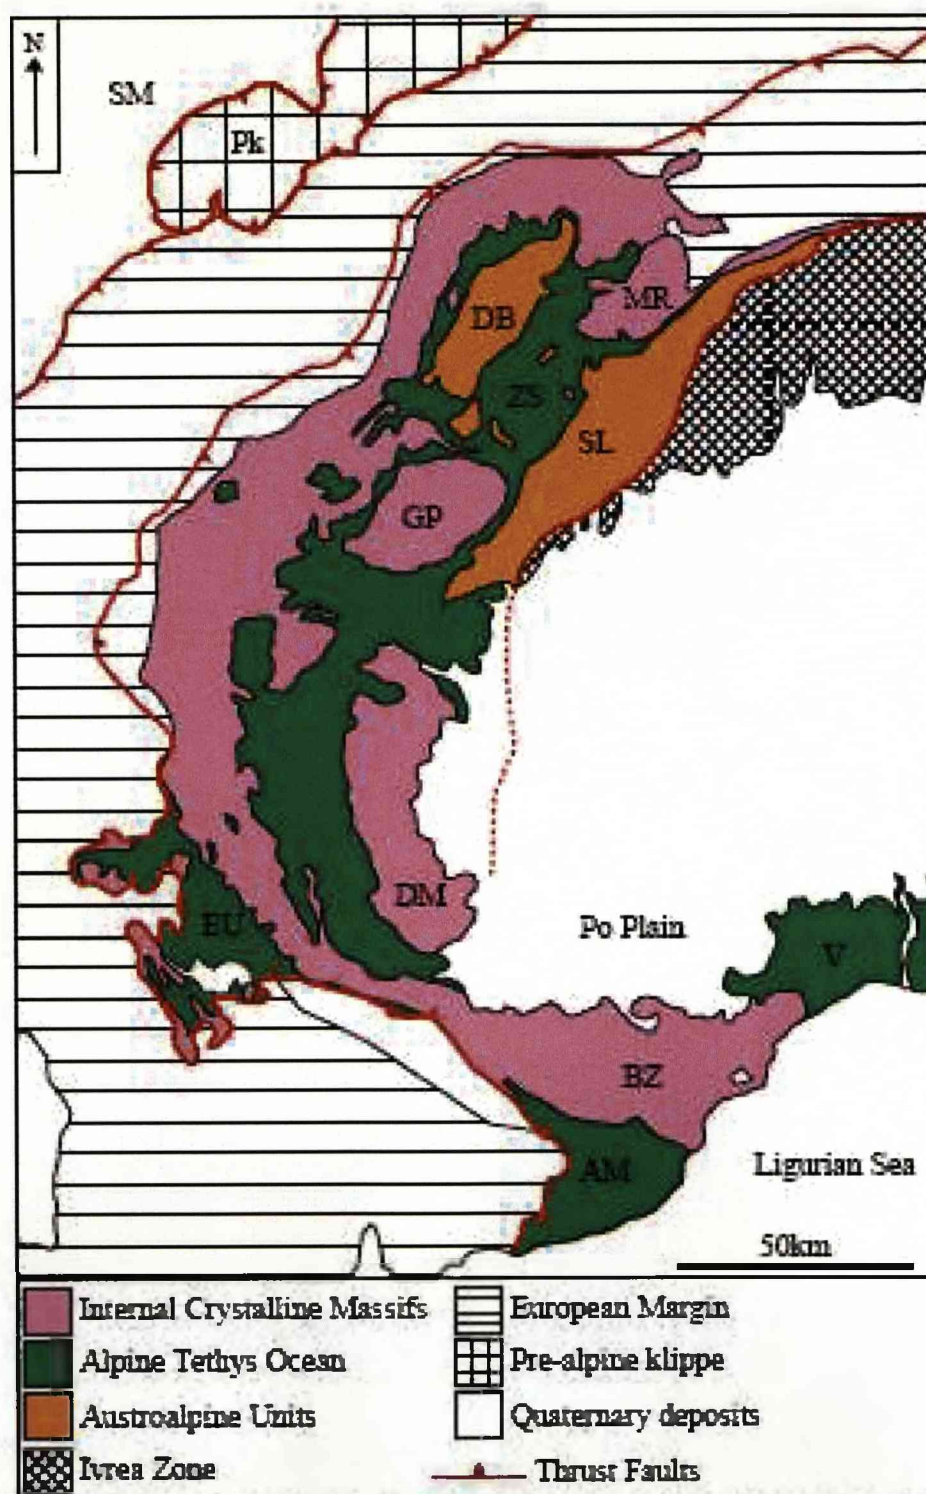 N
SM
Pk
DB
MR
ZS
SL
GP
DM
EU
Po Plain
V
BZ
AM
Ligurian Sea
50km
Internal Crystalline Massifs
European Margin
Alpine Tethys Ocean
Pre-alpine klippe
Austroalpine Units
Quaternary deposits
Ivrea Zone
Thrust Faults